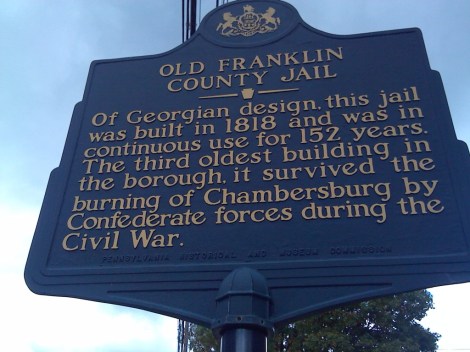 OLD FRANKLIN
COUNTY JAIL
Of Georgian design, this jail
was built in 1818 and was in
continuous use for 152 years.
The third oldest building in
the borough, it survived the
burning of Chambersburg by
Confederate forces during the
Civil War.
PENNSYLVANIA HISTORICAL AND MUSEUM COMMISSION